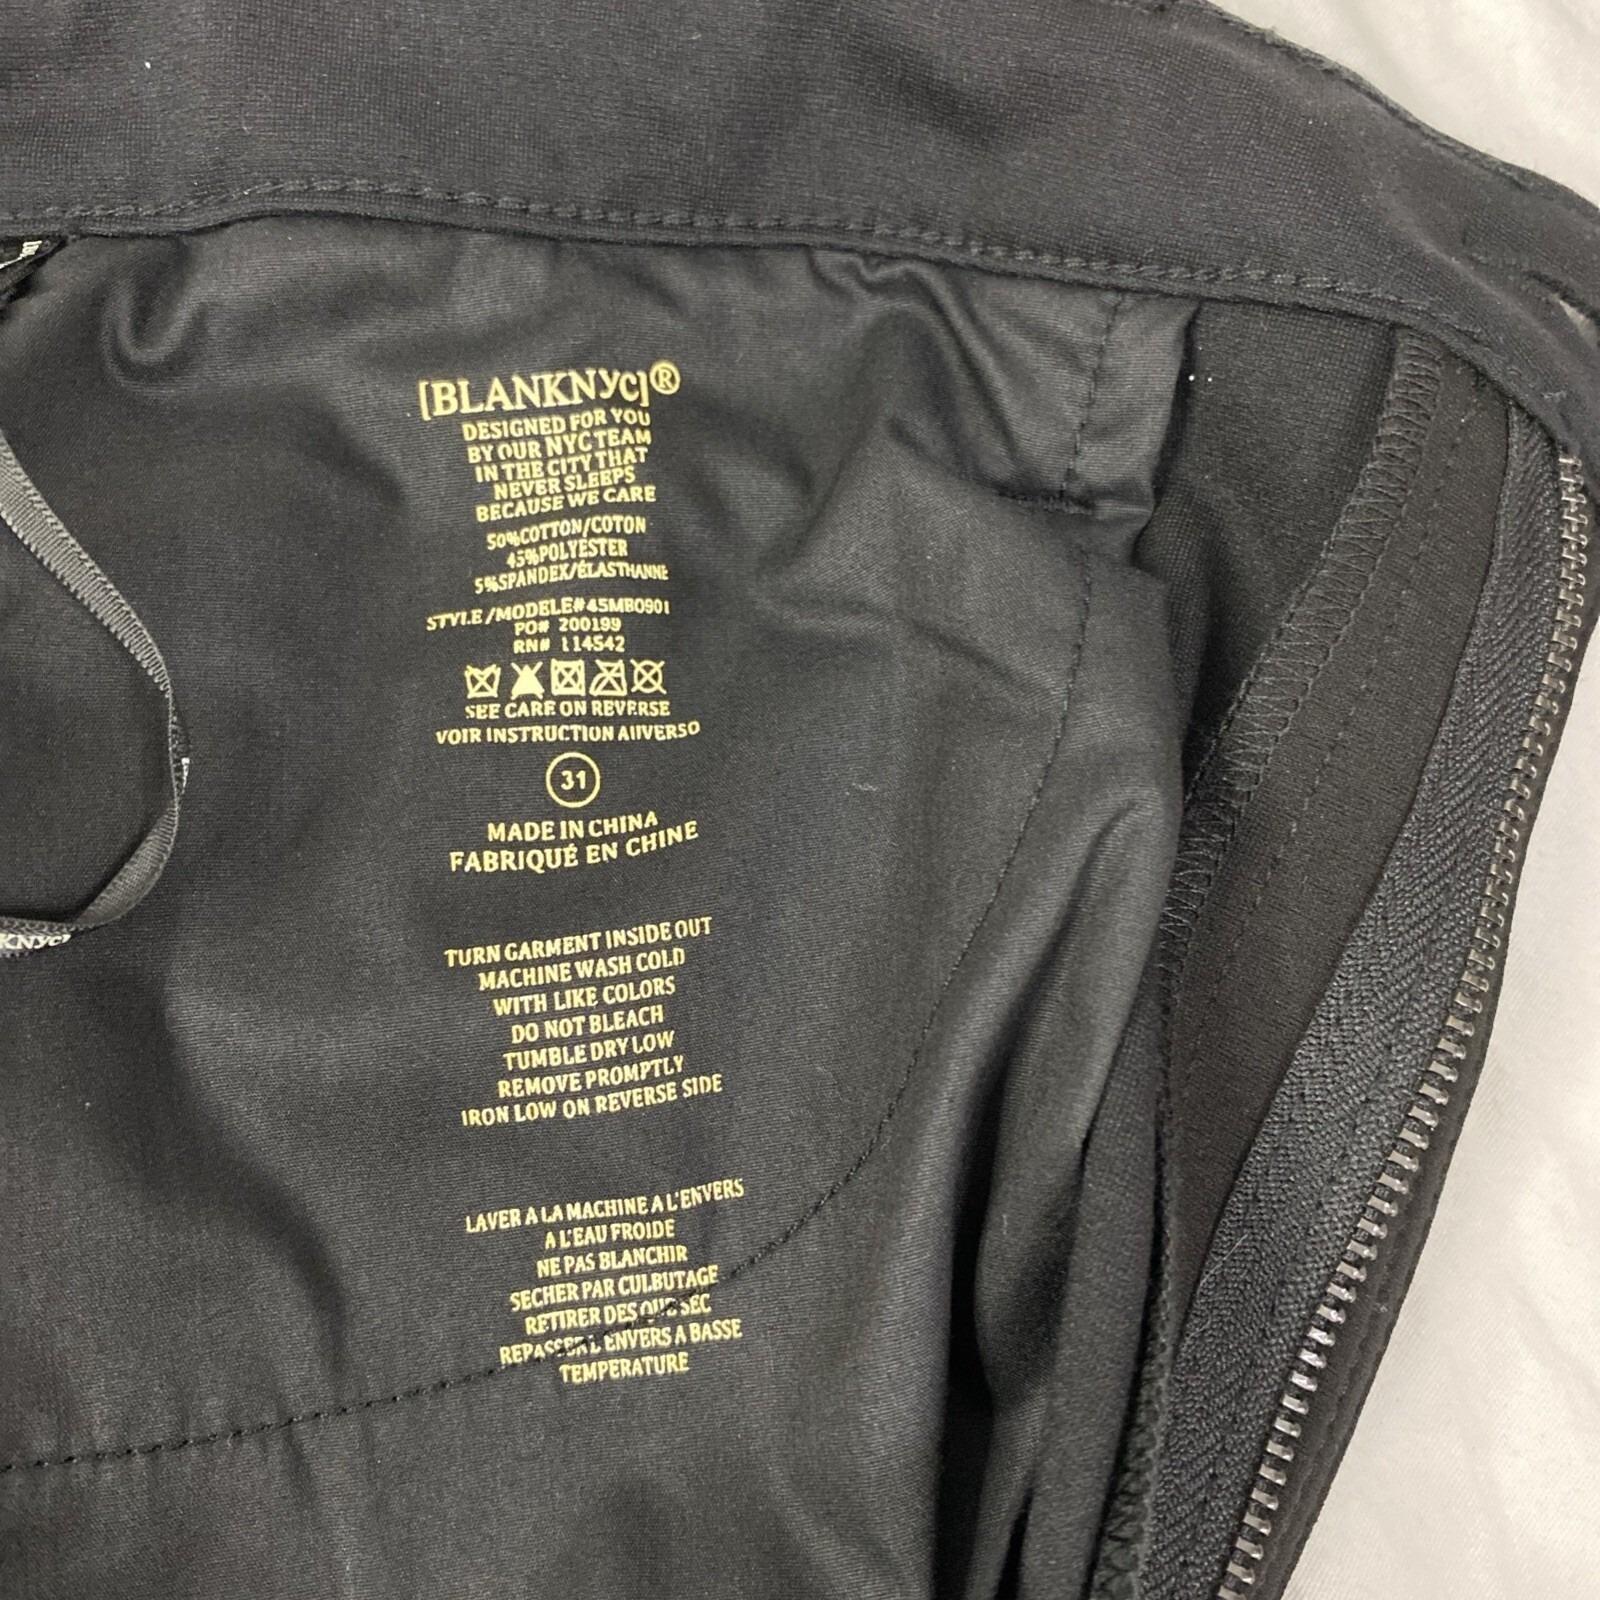 [BLANKNYC]®
DESIGNED FOR YOU
BY OUR NYC TEAM
IN THE CITY THAT
NEVER SLEEPS
BECAUSE WE CARE
50%COTTON/COTON
45%POLYESTER
5%SPANDEX/ÉLASTHANNE
STYLE/MODELE#45MB0901
PO# 200199
RN# 114542
SEE CARE ON REVERSE
VOIR INSTRUCTION AUVERSO
31
MADE IN CHINA
FABRIQUÉ EN CHINE
KNYC]
TURN GARMENT INSIDE OUT
MACHINE WASH COLD
WITH LIKE COLORS
DO NOT BLEACH
TUMBLE DRY LOW
REMOVE PROMPTLY
IRON LOW ON REVERSE SIDE
LAVER A LA MACHINE A L'ENVERS
A L'EAU FROIDE
NE PAS BLANCHIR
SECHER PAR CULBUTAGE
RETIRER DES QUE SEC
REPASSER L'ENVERS A BASSE
TEMPERATURE